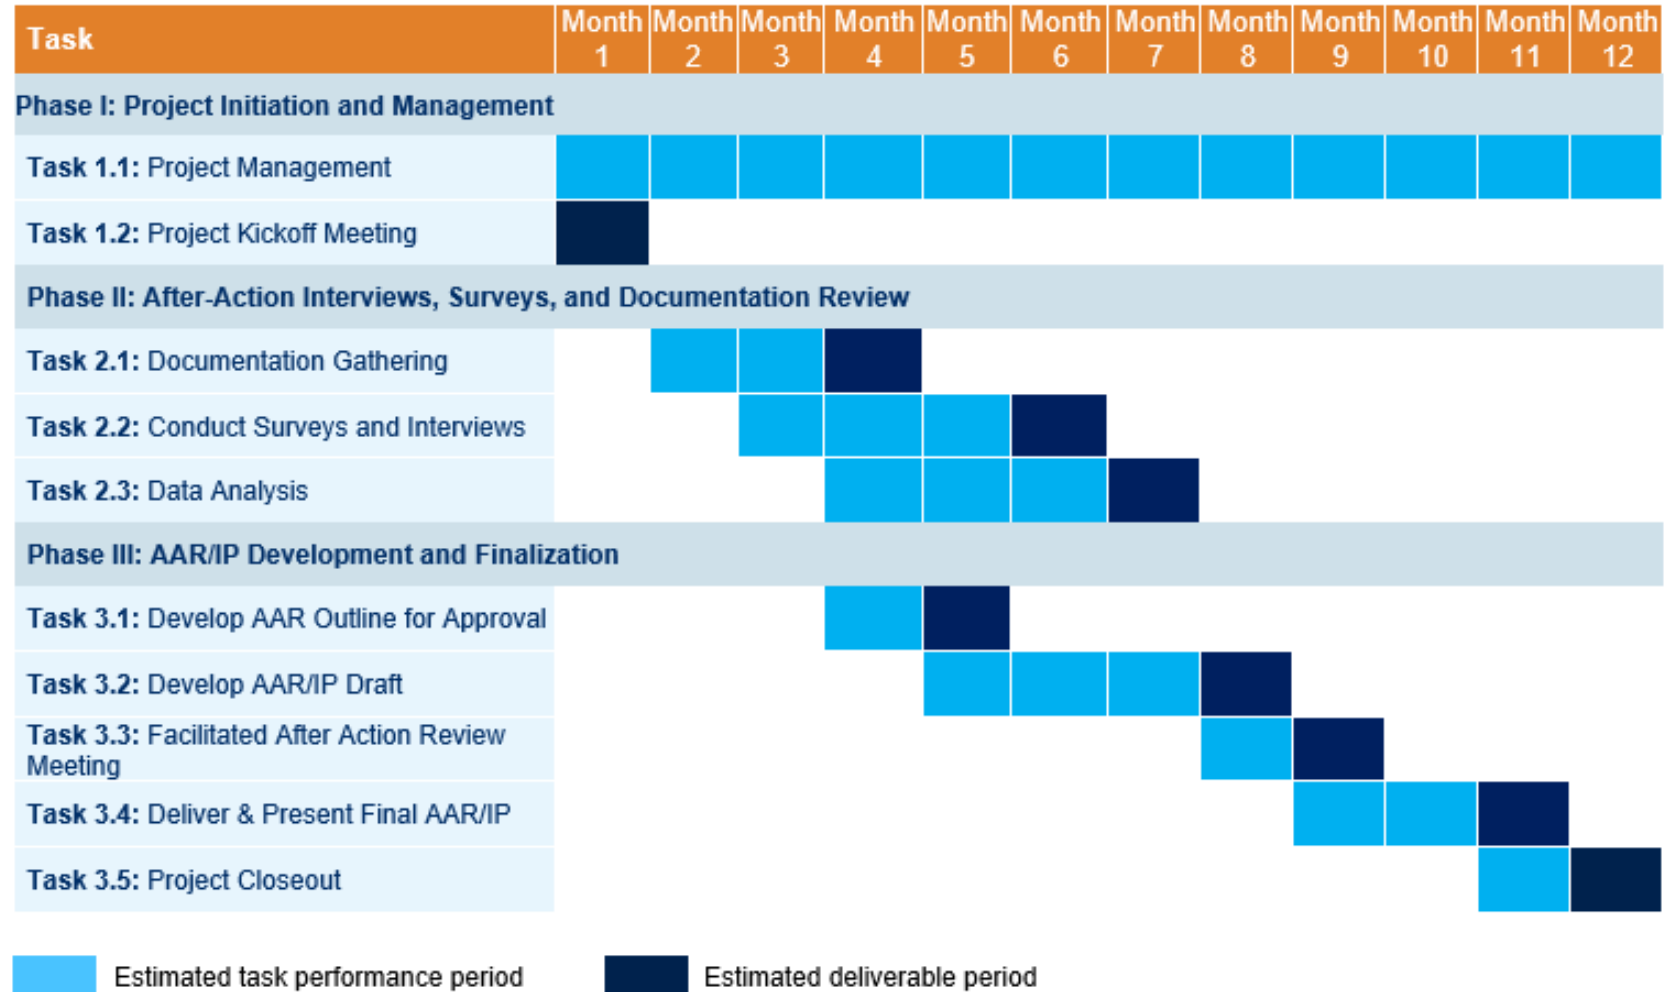 Task
Month 1
Month 2
Month 3
Month 4
Month 5
Month 6
Month 7
Month 8
Month 9
Month 10
Month 11
Month 12
Phase I: Project Initiation and Management
Task 1.1: Project Management
Task 1.2: Project Kickoff Meeting
Phase II: After-Action Interviews, Surveys, and Documentation Review
Task 2.1: Documentation Gathering
Task 2.2: Conduct Surveys and Interviews
Task 2.3: Data Analysis
Phase III: AAR/IP Development and Finalization
Task 3.1: Develop AAR Outline for Approval
Task 3.2: Develop AAR/IP Draft
Task 3.3: Facilitated After Action Review
Meeting
Task 3.4: Deliver & Present Final AAR/IP
Task 3.5: Project Closeout
Estimated task performance period
Estimated deliverable period